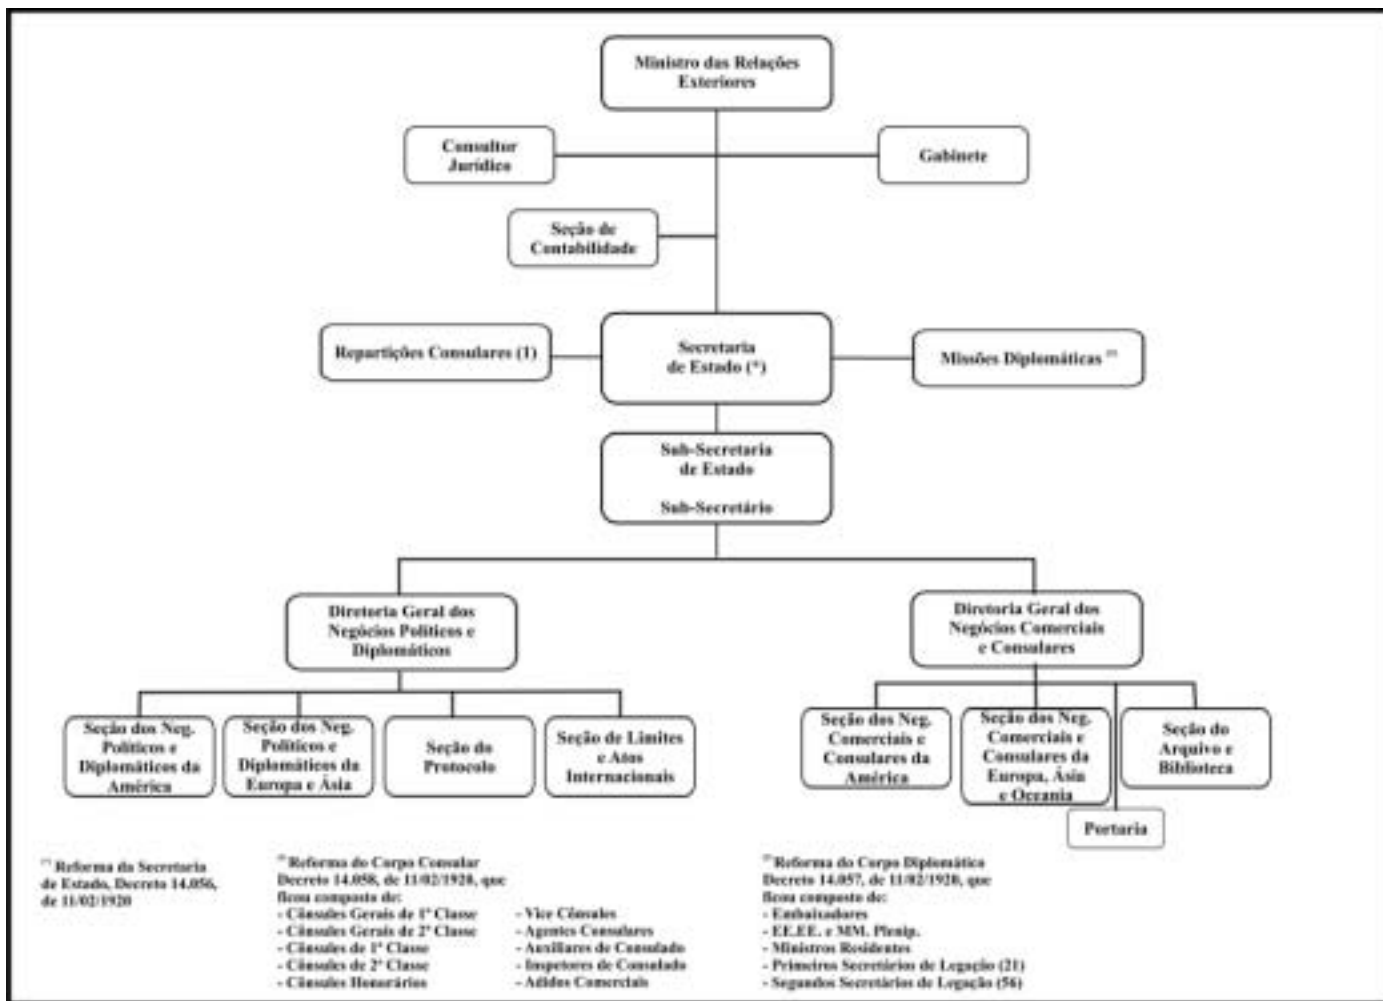 Ministro das Relações
Exteriores
Consultor
Jurídico
Gabinete
Seção de
Contabilidade
Repartições Consulares (1)
Secretaria
de Estado (*)
Missões Diplomáticas
Sub-Secretaria
de Estado
Sub-Secretário
Diretoria Geral dos
Negócios Políticos e
Diplomáticos
Diretoria Geral dos
Negócios Comerciais
e Consulares
Seção dos Neg.
Políticos e
Diplomáticos da
América
Seção dos Neg.
Políticos e
Diplomáticos da
Europa e Ásia
Seção do
Protocolo
Seção de Limites
e Atos
Internacionais
Seção dos Neg.
Comerciais e
Consulares da
América
Seção dos Neg.
Comerciais e
Consulares da
Europa, Ásia
e Oceania
Seção do
Arquivo e
Biblioteca
Portaria
Reforma da Secretaria
de Estado, Decreto 14.056,
de 11/02/1920
Reforma do Corpo Consular
Decreto 14.058, de 11/02/1920, que
ficou composto de:
- Cônsules Gerais de 1ª Classe
- Cônsules Gerais de 2ª Classe
- Cônsules de 1ª Classe
- Cônsules de 2ª Classe
- Cônsules Honorários
- Vice Cônsules
- Agentes Consulares
- Auxiliares de Consulado
- Inspetores de Consulado
- Adidos Comerciais
Reforma do Corpo Diplomático
Decreto 14.057, de 11/02/1920, que
ficou composto de:
- Embaixadores
- EE.EE. e MM. Plenip.
- Ministros Residentes
- Primeiros Secretários de Legação (21)
- Segundos Secretários de Legação (56)